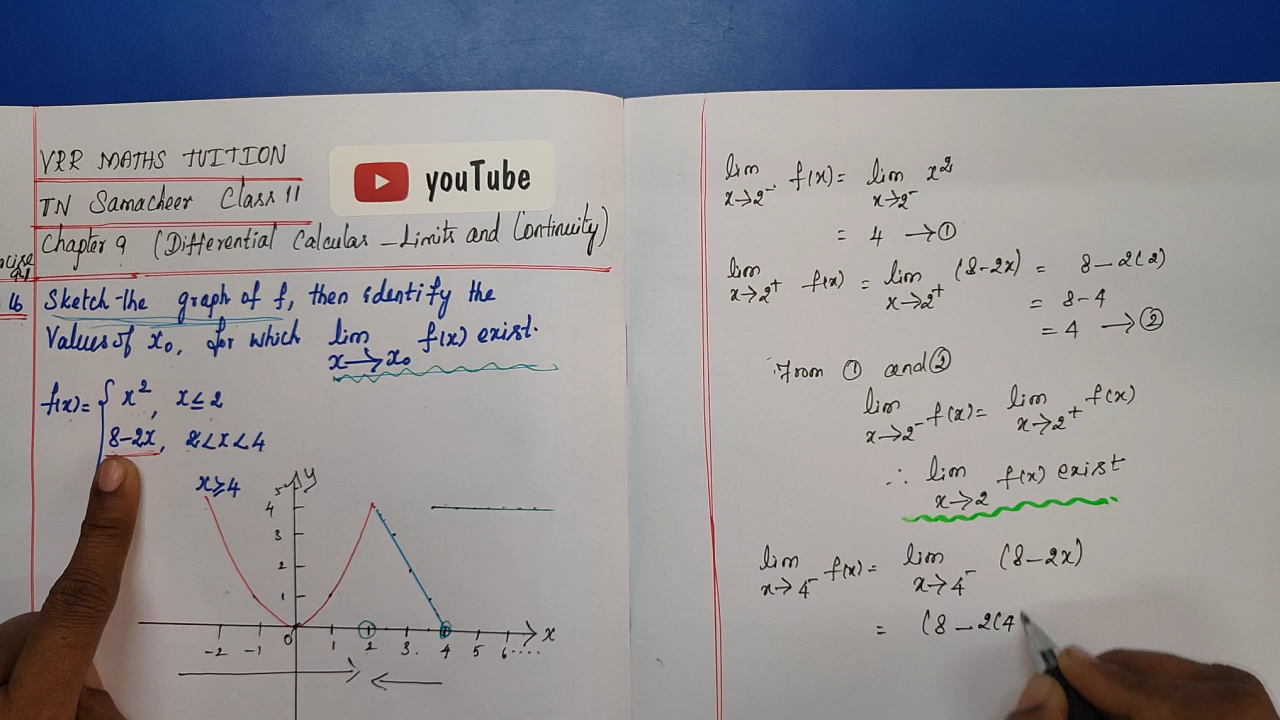 VRR MATHS TUITION
youTube
TN Samacheer Class 11
Chapter 9 (Differential Calculas - Limits and Continuity)
16 Sketch the graph of f, then identify the
Values of x₀, for which lim x→x₀ f(x) exist.
f(x) = { x², x ≤ 2
8-2x, 2<x<4
x ≥ 4
y
5
4
3
2
1
-2 -1 0 1 2 3. 4 5 6.... x
lim x→2⁻ f(x) = lim x→2⁻ x²
= 4 → ①
lim x→2⁺ f(x) = lim x→2⁺ (8-2x) = 8-2(2)
= 8-4
= 4 → ②
From ① and ②
lim x→2⁻ f(x) = lim x→2⁺ f(x)
∴ lim x→2 f(x) exist
lim x→4⁻ f(x) = lim x→4⁻ (8-2x)
= (8-2(4